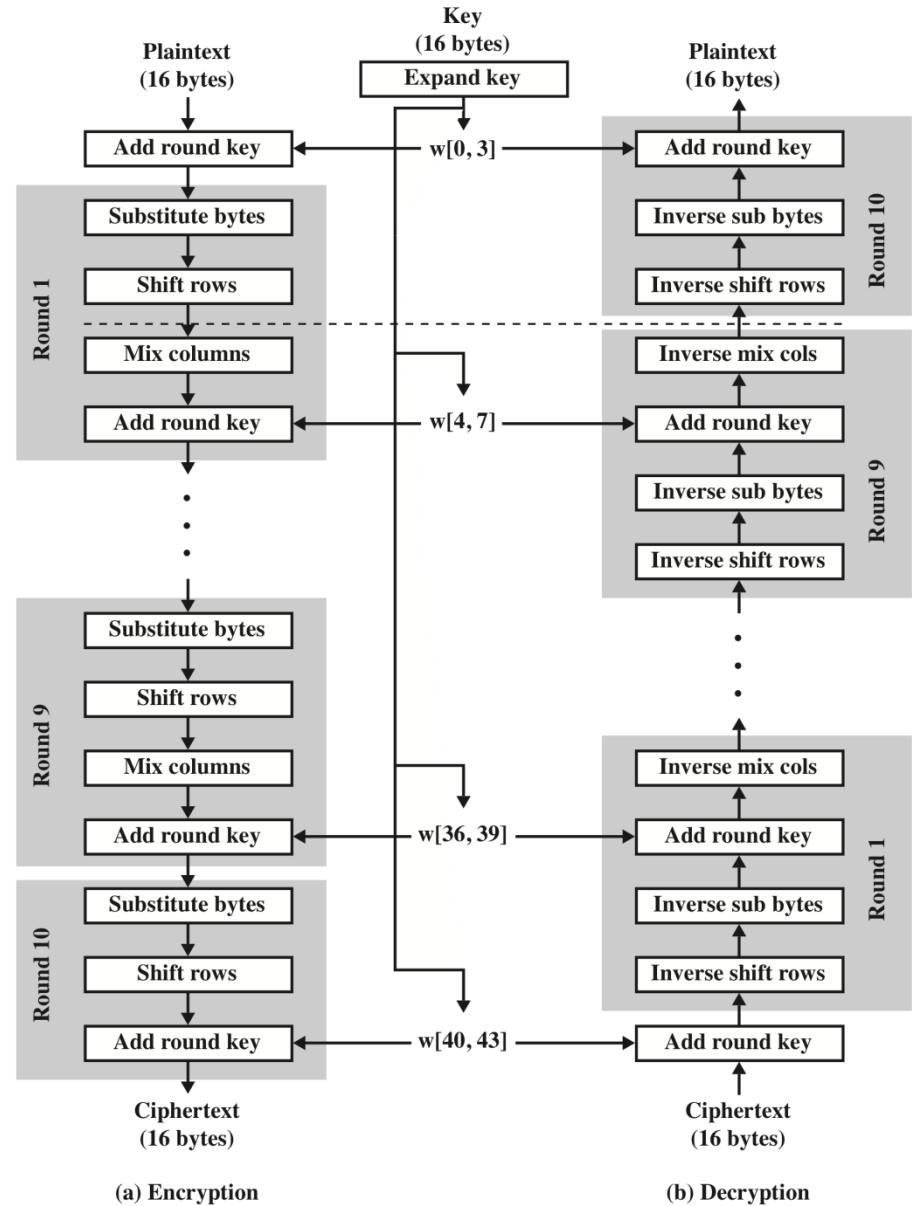 Key
(16 bytes)
Plaintext
(16 bytes)
Expand key
Plaintext
(16 bytes)
Add round key
w[0, 3]
Add round key
Round 1
Substitute bytes
Shift rows
Mix columns
Add round key
w[4, 7]
Inverse sub bytes
Inverse shift rows
Round 10
Inverse mix cols
Add round key
Inverse sub bytes
Inverse shift rows
Round 9
Round 9
Substitute bytes
Shift rows
Mix columns
Add round key
w[36, 39]
Inverse mix cols
Add round key
Inverse sub bytes
Inverse shift rows
Round 1
Round 10
Substitute bytes
Shift rows
Add round key
w[40, 43]
Add round key
Ciphertext
(16 bytes)
Ciphertext
(16 bytes)
(a) Encryption
(b) Decryption